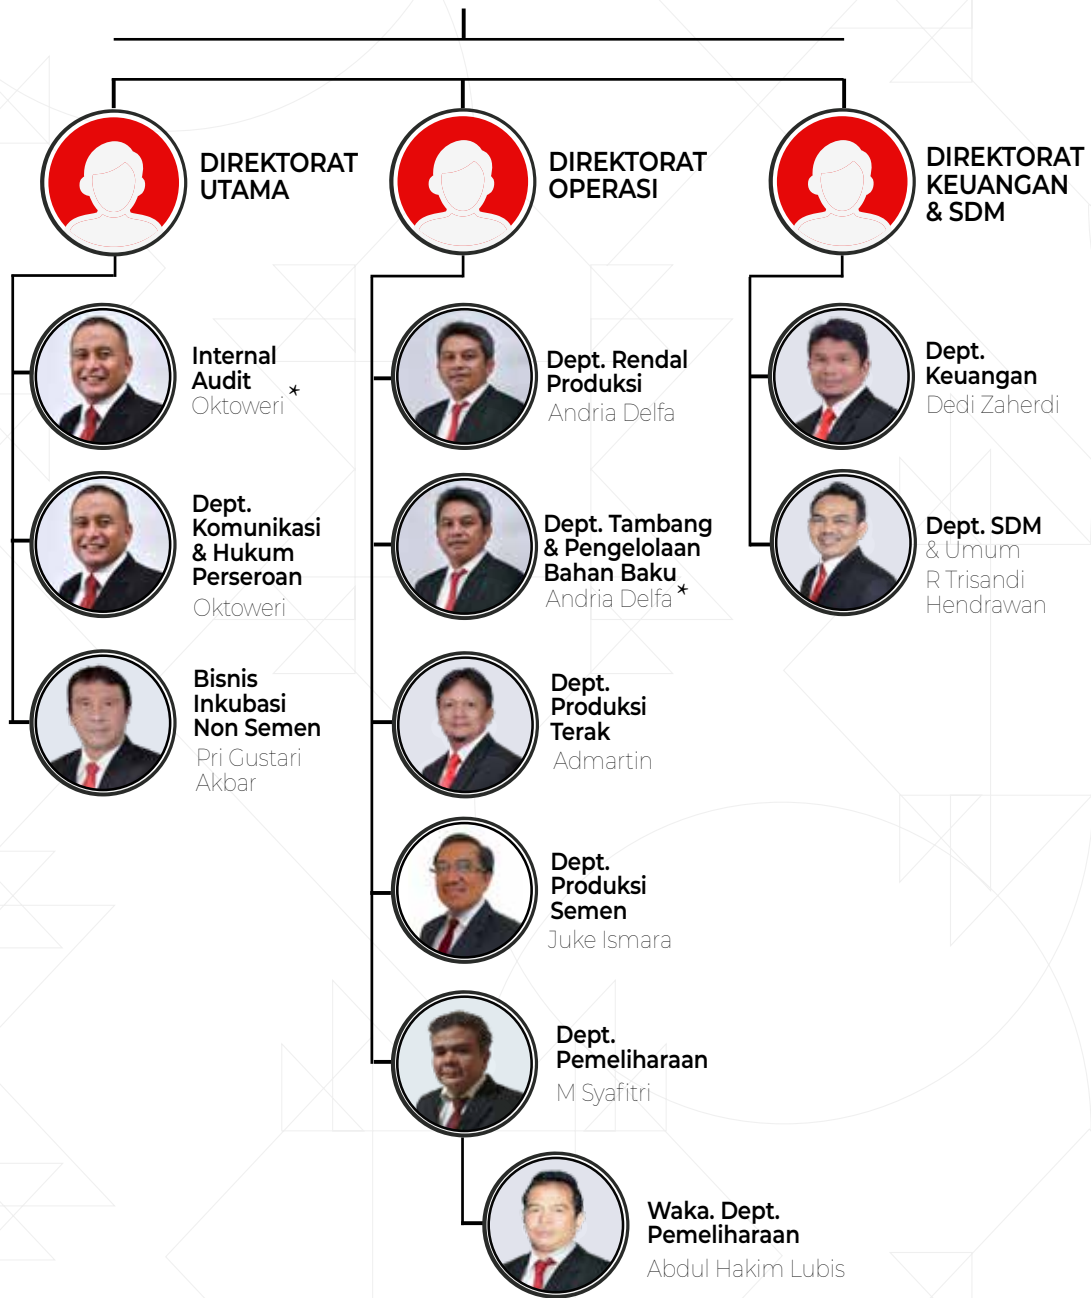 DIREKTORAT
UTAMA
Internal
Audit
Oktoweri *
Dept.
Komunikasi
& Hukum
Perseroan
Oktoweri
Bisnis
Inkubasi
Non Semen
Pri Gustari
Akbar
DIREKTORAT
OPERASI
Dept. Rendal
Produksi
Andria Delfa
Dept. Tambang
& Pengelolaan
Bahan Baku
Andria Delfa *
Dept.
Produksi
Terak
Admartin
Dept.
Produksi
Semen
Juke Ismara
Dept.
Pemeliharaan
M Syafitri
Waka. Dept.
Pemeliharaan
Abdul Hakim Lubis
DIREKTORAT
KEUANGAN
& SDM
Dept.
Keuangan
Dedi Zaherdi
Dept. SDM
& Umum
R Trisandi
Hendrawan